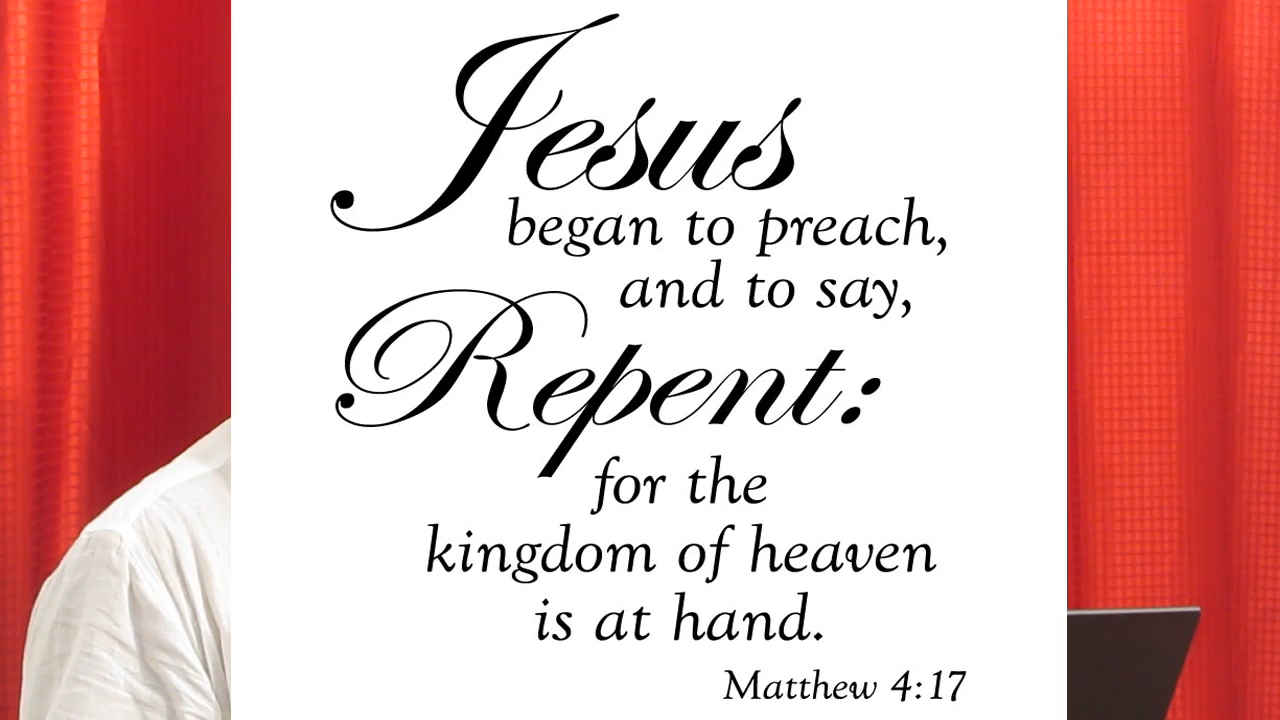 Jesus
began to preach,
and to say,
Repent:
for the
kingdom of heaven
is at hand.
Matthew 4:17